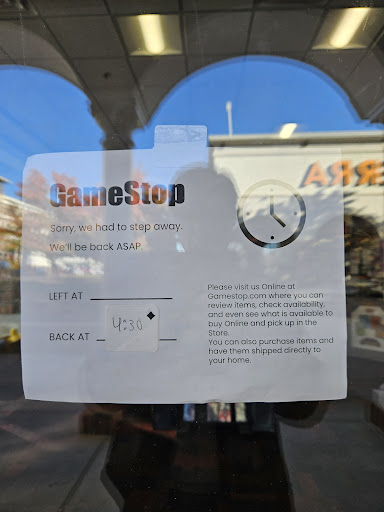 GameStop
Sorry, we had to step away.
We'll be back ASAP.
LEFT AT
BACK AT 4:30
Please visit us Online at
Gamestop.com where you can
review items, check availability,
and even see what is available to
buy Online and pick up in the
Store.
You can also purchase items and
have them shipped directly to
your home.